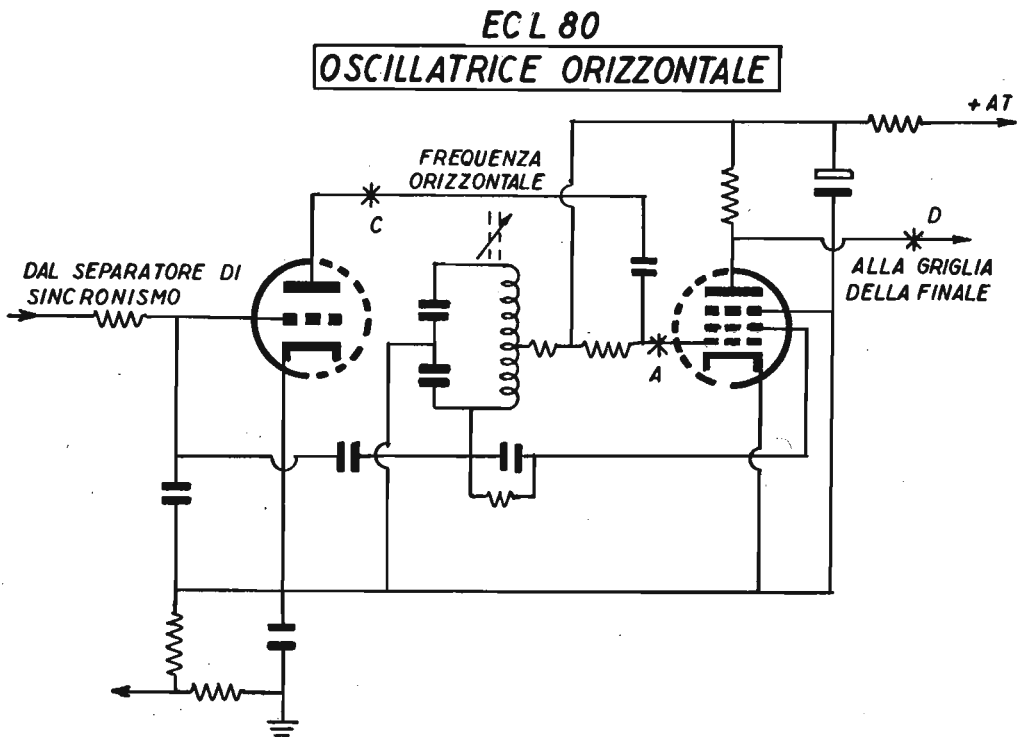 ECL 80
OSCILLATRICE ORIZZONTALE
+ AT
FREQUENZA
ORIZZONTALE
C
D
DAL SEPARATORE DI
SINCRONISMO
ALLA GRIGLIA
DELLA FINALE
A